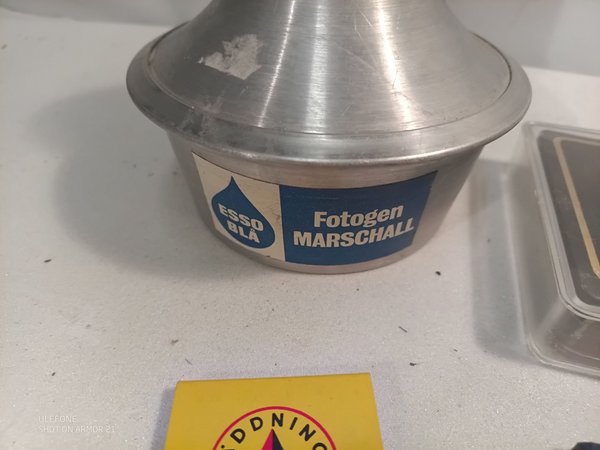 ESSO
BLÅ
Fotogen
MARSCHALL
ULEFONE
SHOT ON ARMOR 21